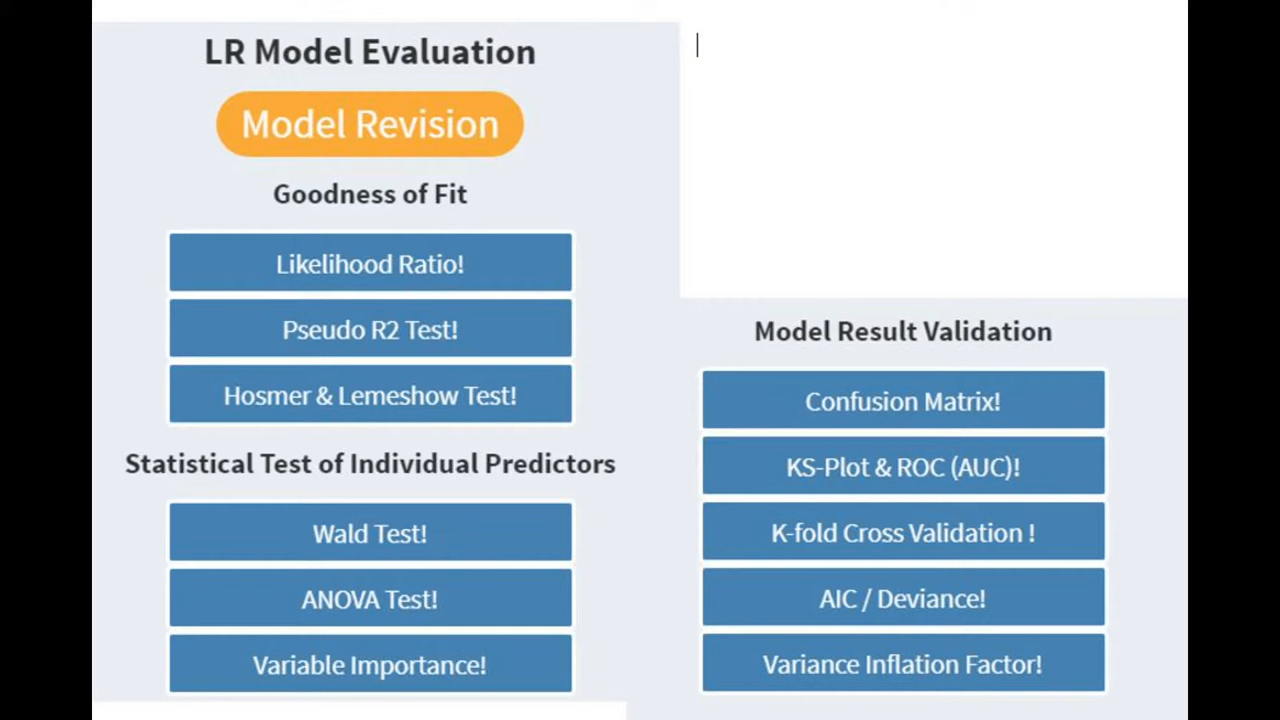 LR Model Evaluation
Model Revision
Goodness of Fit
Likelihood Ratio!
Pseudo R2 Test!
Hosmer & Lemeshow Test!
Statistical Test of Individual Predictors
Wald Test!
ANOVA Test!
Variable Importance!
Model Result Validation
Confusion Matrix!
KS-Plot & ROC (AUC)!
K-fold Cross Validation !
AIC / Deviance!
Variance Inflation Factor!